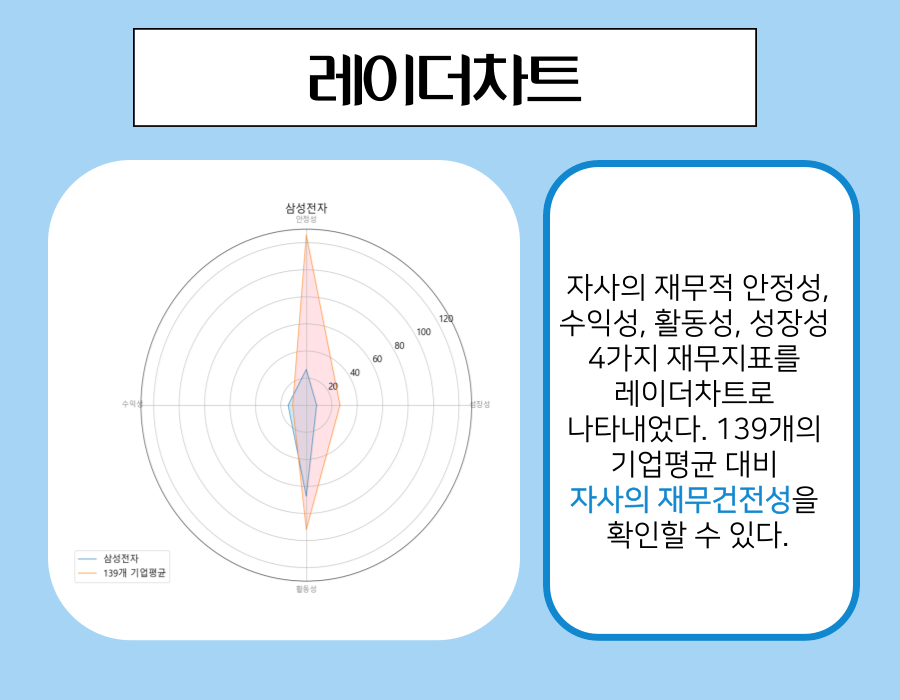 레이더차트
삼성전자
안정성
120
100
80
60
40
20
수익성
성장성
활동성
삼성전자
139개 기업평균
자사의 재무적 안정성,
수익성, 활동성, 성장성
4가지 재무지표를
레이더차트로
나타내었다. 139개의
기업평균 대비
자사의 재무건전성을
확인할 수 있다.